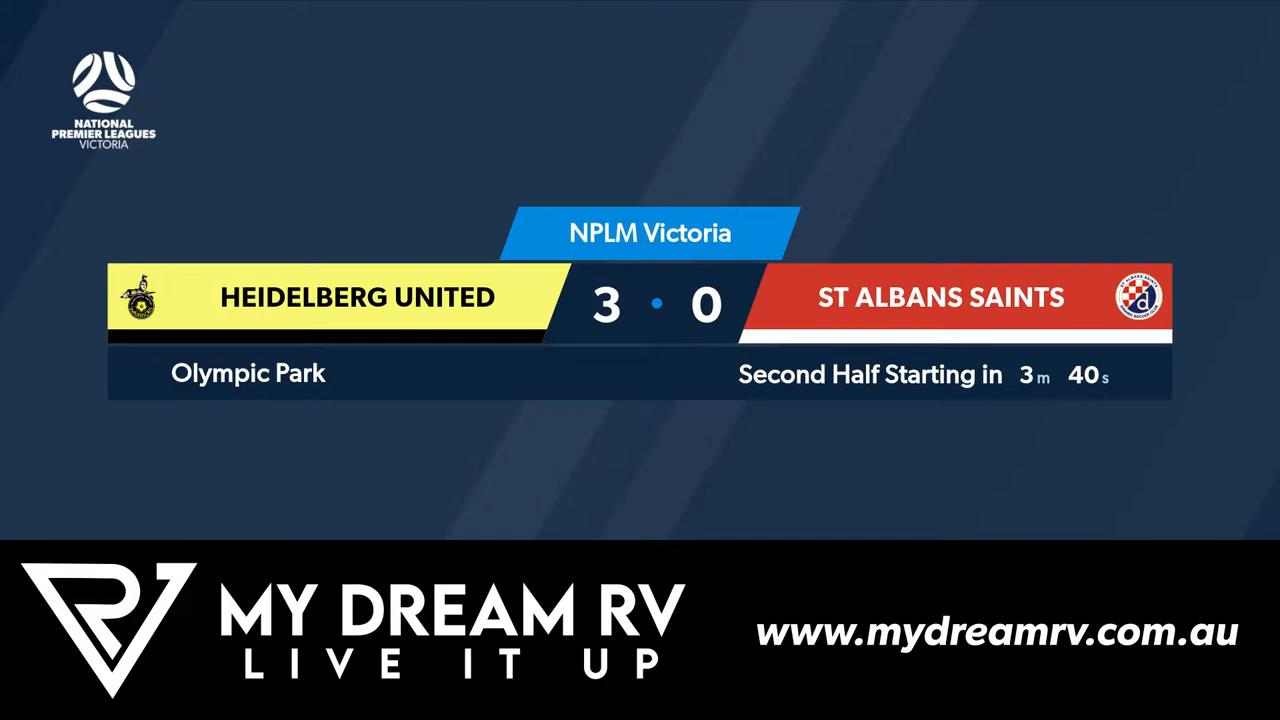 NATIONAL
PREMIER LEAGUES
VICTORIA
NPLM Victoria
HEIDELBERG UNITED
3 • 0
ST ALBANS SAINTS
Olympic Park
Second Half Starting in 3m 40s
MY DREAM RV
LIVE IT UP
www.mydreamrv.com.au